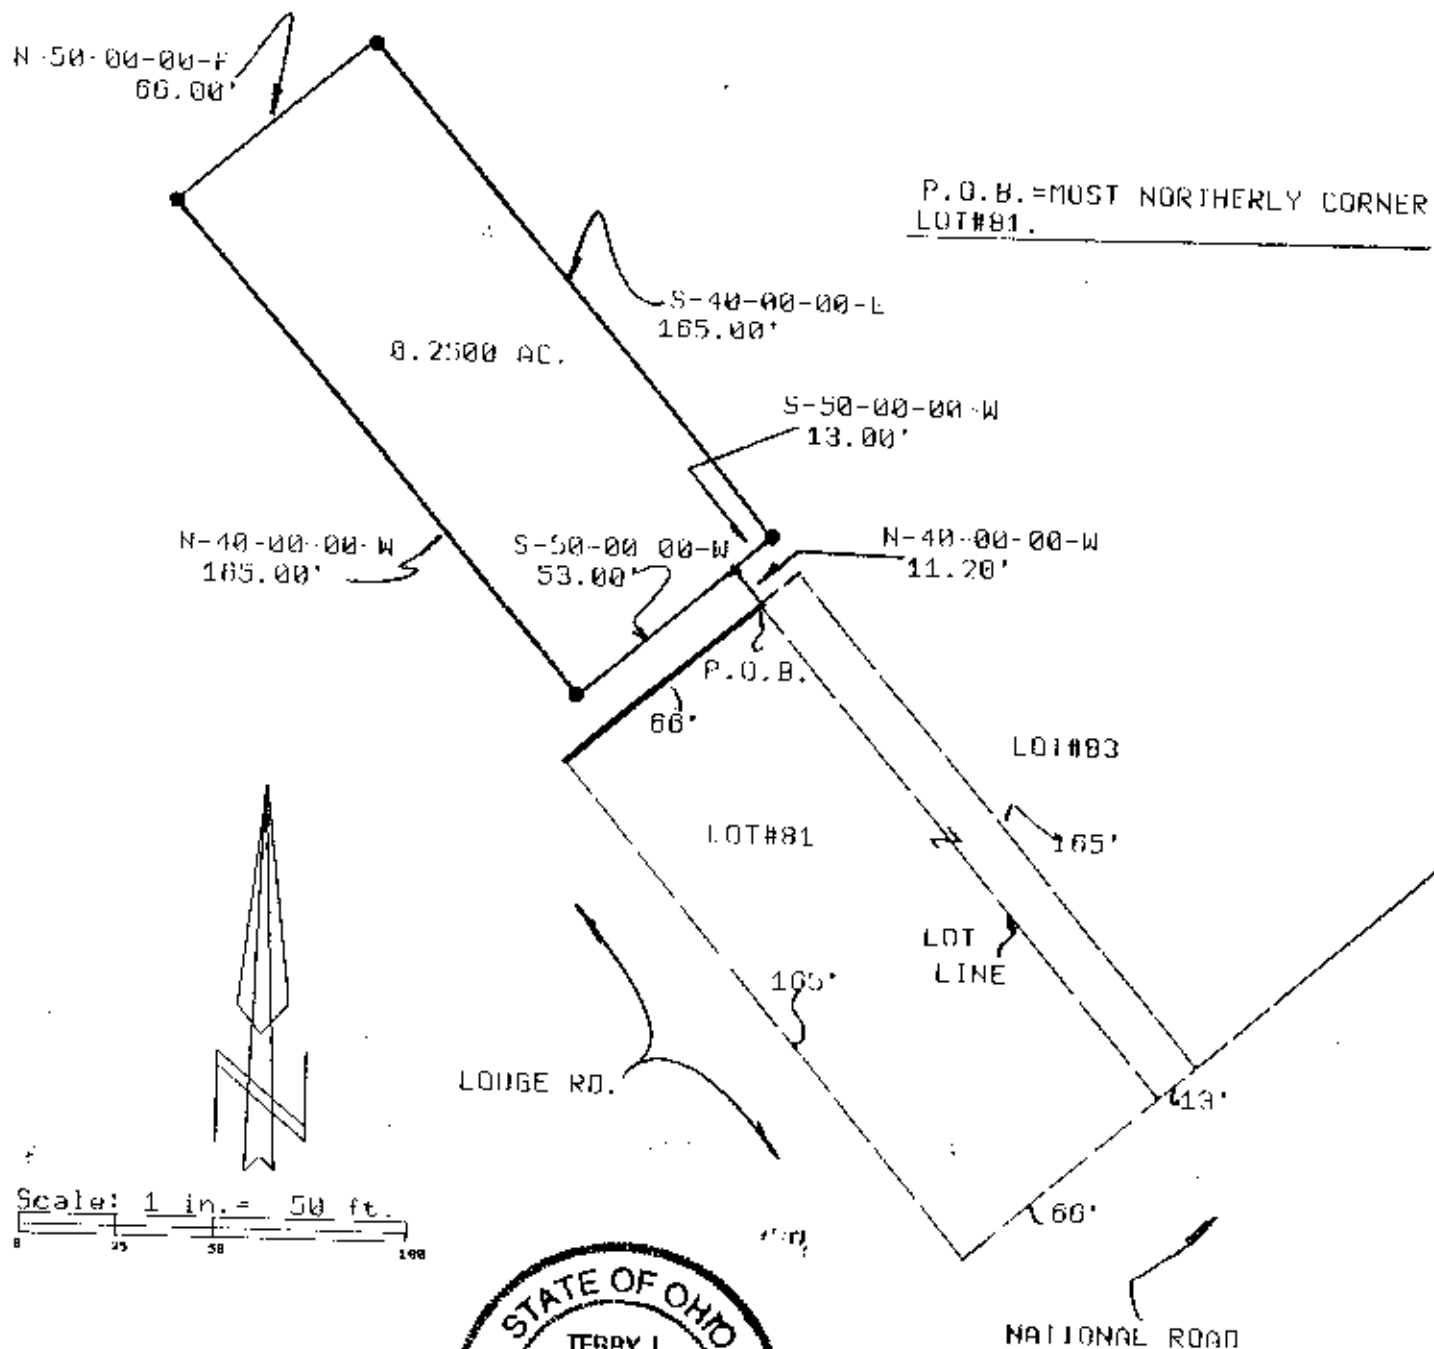 N-50-00-00-E
66.00'
P.O.B.=MOST NORTHERLY CORNER
LOT#81.
S-40-00-00-E
165.00'
0.2500 AC.
S-50-00-00-W
13.00'
N-40-00-00-W
165.00'
S-50-00 00-W
53.00'
N-40-00-00-W
11.20'
P.O.B.
66'
LOT#83
LOT#81
165'
LOT
LINE
165'
LODGE RD.
13'
Scale: 1 in.= 50 ft.
0 25 50 100
66'
STATE OF OHIO
TERRY L
NATIONAL ROAD